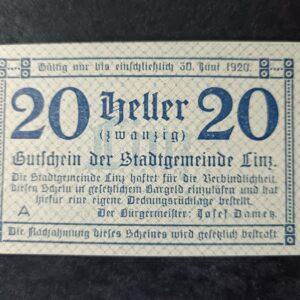 Gültig nur bis einschließlich 30. Juni 1920.
20 Heller 20
(zwanzig)
Gutschein der Stadtgemeinde Linz.
Die Stadtgemeinde Linz haftet für die Verbindlichkeit
diesen Schein in gesetzlichem Bargeld einzulösen und hat
hiefür eine eigene Deckungsrücklage bestellt.
A Der Bürgermeister: Josef Dametz.
Die Nachahmung dieses Scheines wird gesetzlich bestraft